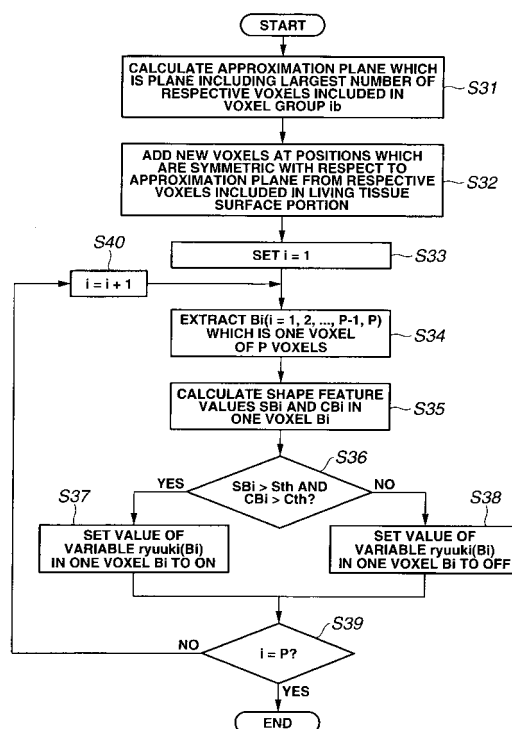 START
CALCULATE APPROXIMATION PLANE WHICH
IS PLANE INCLUDING LARGEST NUMBER OF
RESPECTIVE VOXELS INCLUDED IN
VOXEL GROUP ib
S31
ADD NEW VOXELS AT POSITIONS WHICH
ARE SYMMETRIC WITH RESPECT TO
APPROXIMATION PLANE FROM RESPECTIVE
VOXELS INCLUDED IN LIVING TISSUE
SURFACE PORTION
S32
SET i = 1
S33
S40
i = i + 1
EXTRACT Bi(i = 1, 2, ..., P-1, P)
WHICH IS ONE VOXEL
OF P VOXELS
S34
CALCULATE SHAPE FEATURE
VALUES SBi AND CBi IN
ONE VOXEL Bi
S35
SBi > Sth AND
CBi > Cth?
S36
YES
NO
S37
SET VALUE OF
VARIABLE ryuuki(Bi)
IN ONE VOXEL Bi TO ON
S38
SET VALUE OF
VARIABLE ryuuki(Bi)
IN ONE VOXEL Bi TO OFF
i = P?
S39
NO
YES
END